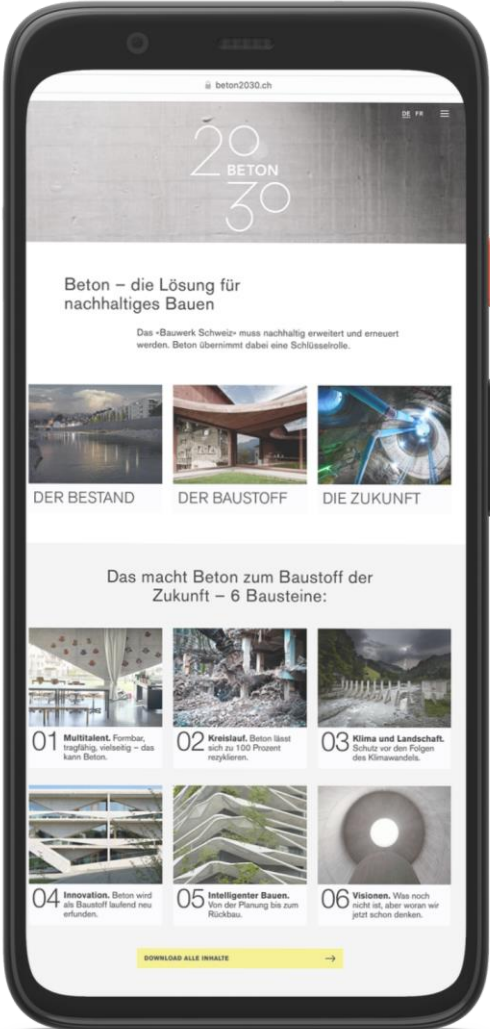 beton2030.ch
DE FR
20
BETON
30
Beton – die Lösung für
nachhaltiges Bauen
Das «Bauwerk Schweiz» muss nachhaltig erweitert und erneuert
werden. Beton übernimmt dabei eine Schlüsselrolle.
DER BESTAND
DER BAUSTOFF
DIE ZUKUNFT
Das macht Beton zum Baustoff der
Zukunft – 6 Bausteine:
01 Multitalent. Formbar,
tragfähig, vielseitig – das
kann Beton.
02 Kreislauf. Beton lässt
sich zu 100 Prozent
rezyklieren.
03 Klima und Landschaft.
Schutz vor den Folgen
des Klimawandels.
04 Innovation. Beton wird
als Baustoff laufend neu
erfunden.
05 Intelligenter Bauen.
Von der Planung bis zum
Rückbau.
06 Visionen. Was noch
nicht ist, aber woran wir
jetzt schon denken.
DOWNLOAD ALLE INHALTE →